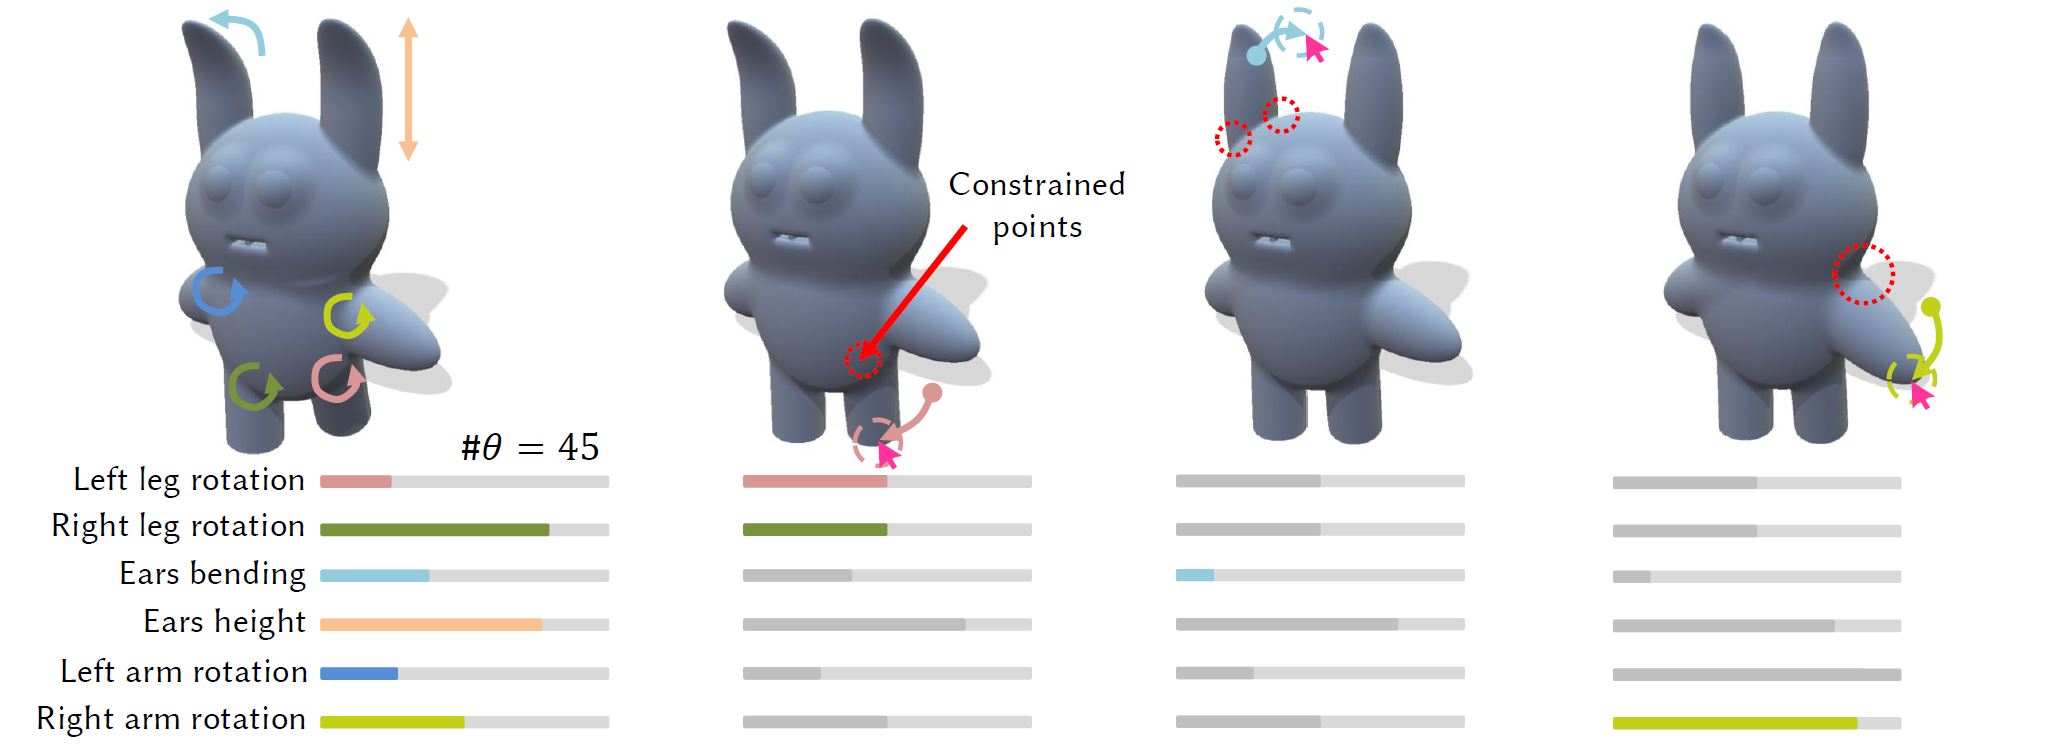 Constrained
points
#θ = 45
Left leg rotation
Right leg rotation
Ears bending
Ears height
Left arm rotation
Right arm rotation